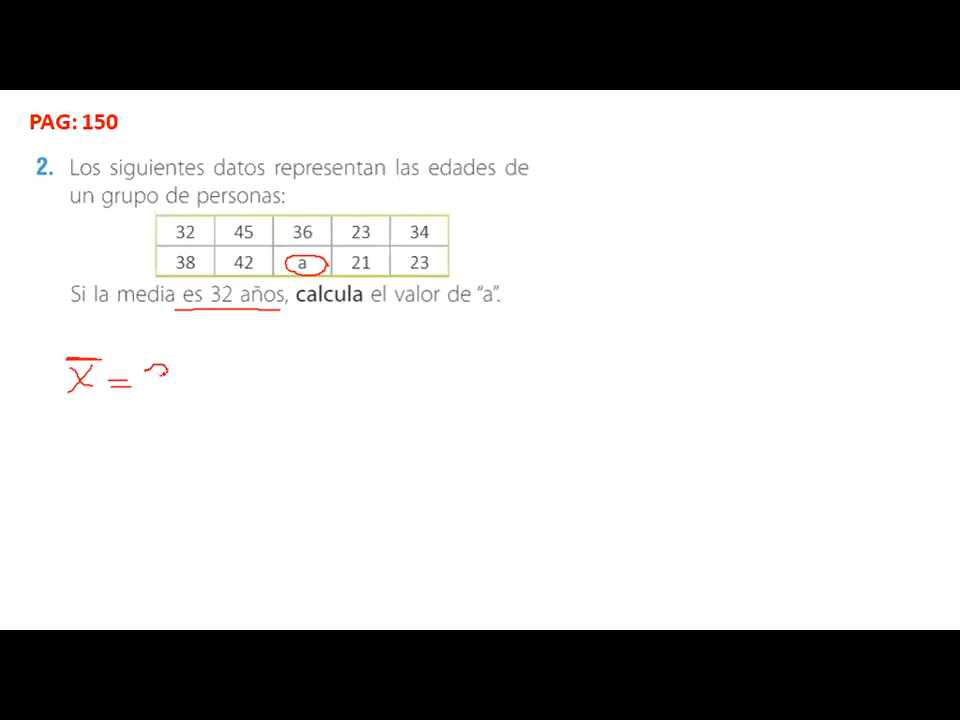 PAG: 150
2. Los siguientes datos representan las edades de
un grupo de personas:
32 45 36 23 34
38 42 a 21 23
Si la media es 32 años, calcula el valor de “a”.
X̅ =